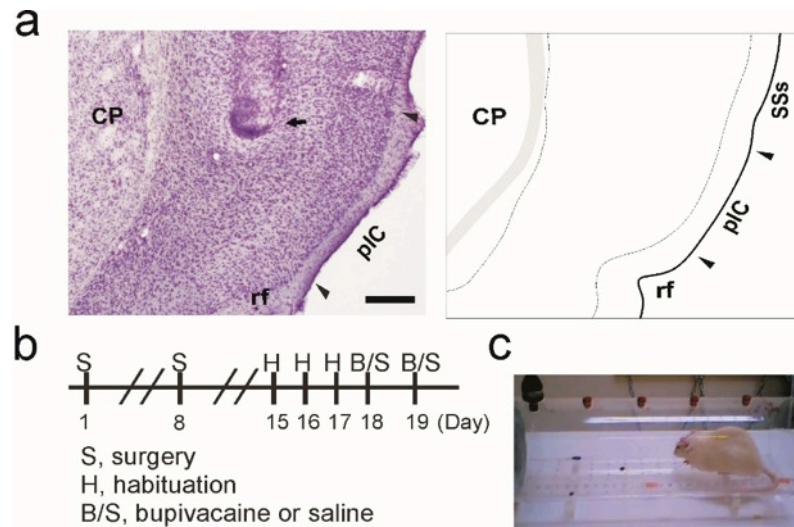 a
CP
rf
pIC
CP
SSs
pIC
rf
b
S S H H H B/S B/S
1 8 15 16 17 18 19 (Day)
S, surgery
H, habituation
B/S, bupivacaine or saline
c